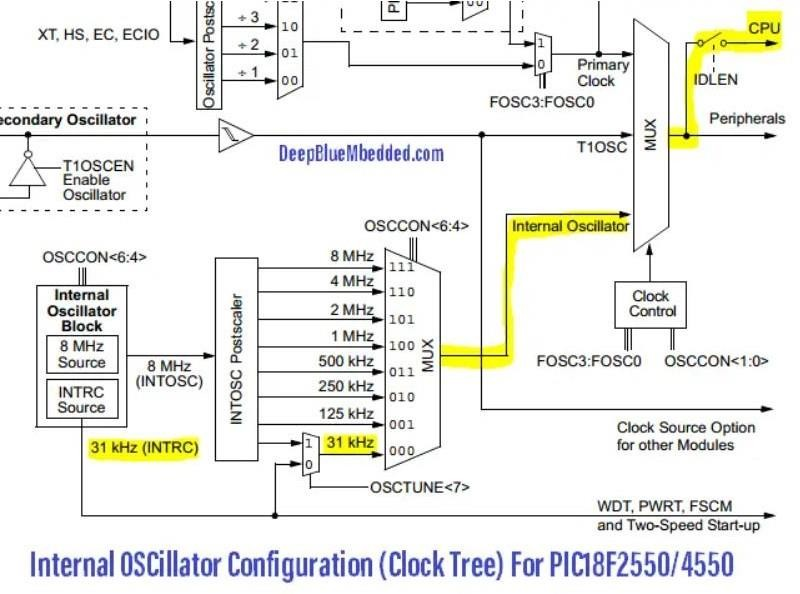 ÷ 3
10
XT, HS, EC, ECIO
÷ 2
01
÷ 1
00
Oscillator Postsc
00
1
0
Primary
Clock
FOSC3:FOSC0
CPU
IDLEN
MUX
Peripherals
econdary Oscillator
T1OSCEN
Enable
Oscillator
DeepBlueMbedded.com
T1OSC
OSCCON<6:4>
Internal Oscillator
OSCCON<6:4>
Internal
Oscillator
Block
8 MHz
Source
INTRC
Source
8 MHz
(INTOSC)
31 kHz (INTRC)
INTOSC Postscaler
8 MHz
111
4 MHz
110
2 MHz
101
1 MHz
100
500 kHz
011
250 kHz
010
125 kHz
001
1
0
31 kHz
000
MUX
OSCTUNE<7>
Clock
Control
FOSC3:FOSC0
OSCCON<1:0>
Clock Source Option
for other Modules
WDT, PWRT, FSCM
and Two-Speed Start-up
Internal OSCillator Configuration (Clock Tree) For PIC18F2550/4550